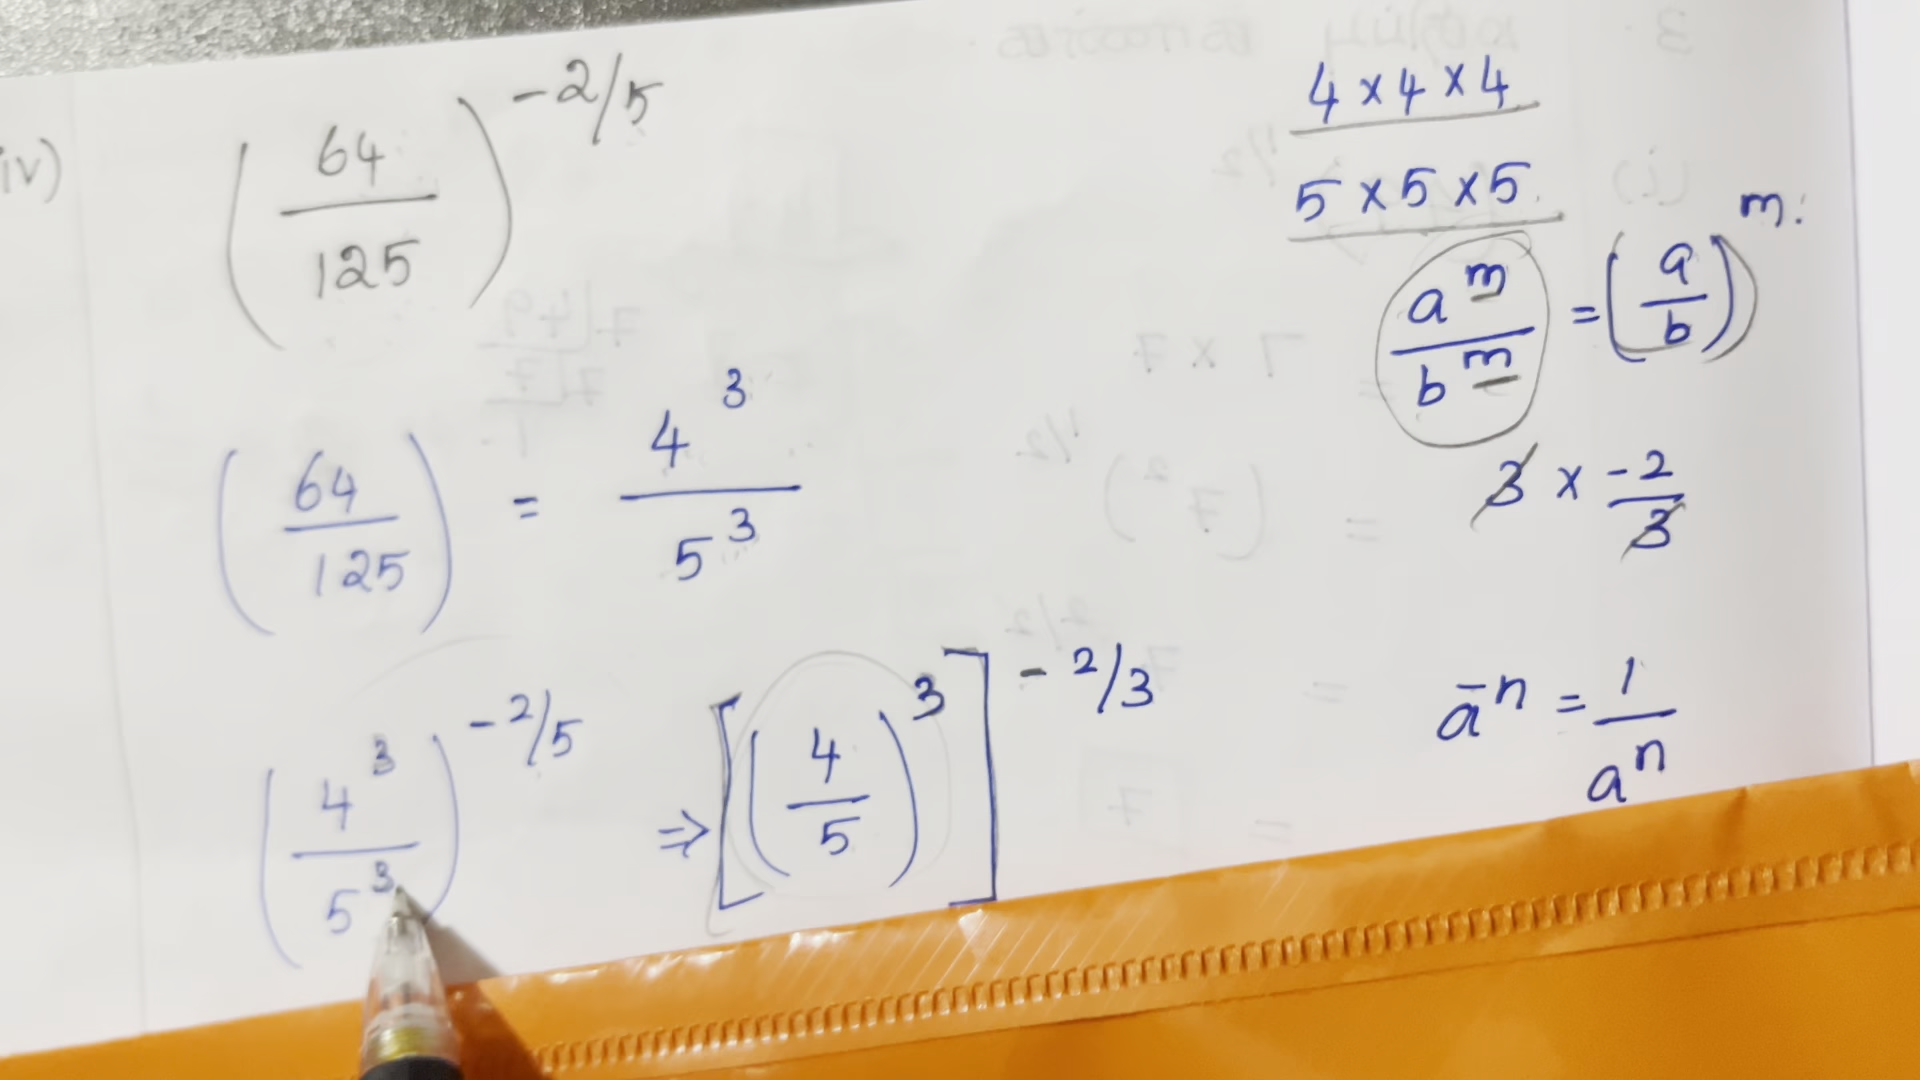 iv) (64/125)^-2/5
(64/125) = 4^3/5^3
(4^3/5^3)^-2/5 ⇒ [(4/5)^3]^-2/3
4 × 4 × 4
5 × 5 × 5
a^m/b^m = (a/b)^m.
3 × -2/3
a^-n = 1/a^n